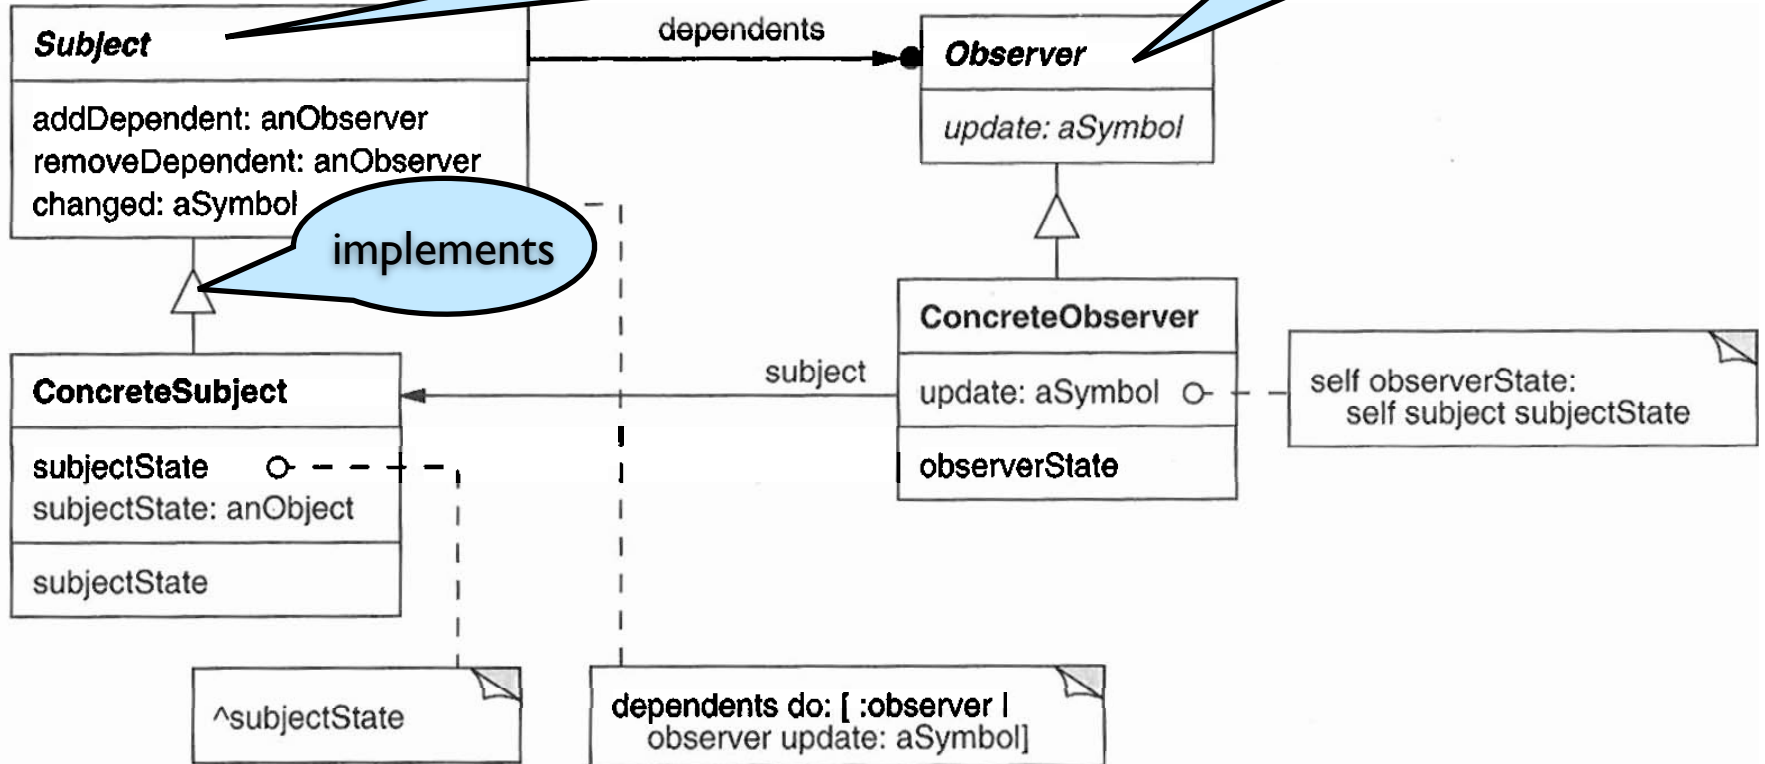 Subject
addDependent: anObserver
removeDependent: anObserver
changed: aSymbol
dependents
Observer
update: aSymbol
implements
ConcreteSubject
subjectState
subjectState: anObject
subjectState
subject
ConcreteObserver
update: aSymbol
observerState
self observerState:
self subject subjectState
^subjectState
dependents do: [ :observer |
observer update: aSymbol]